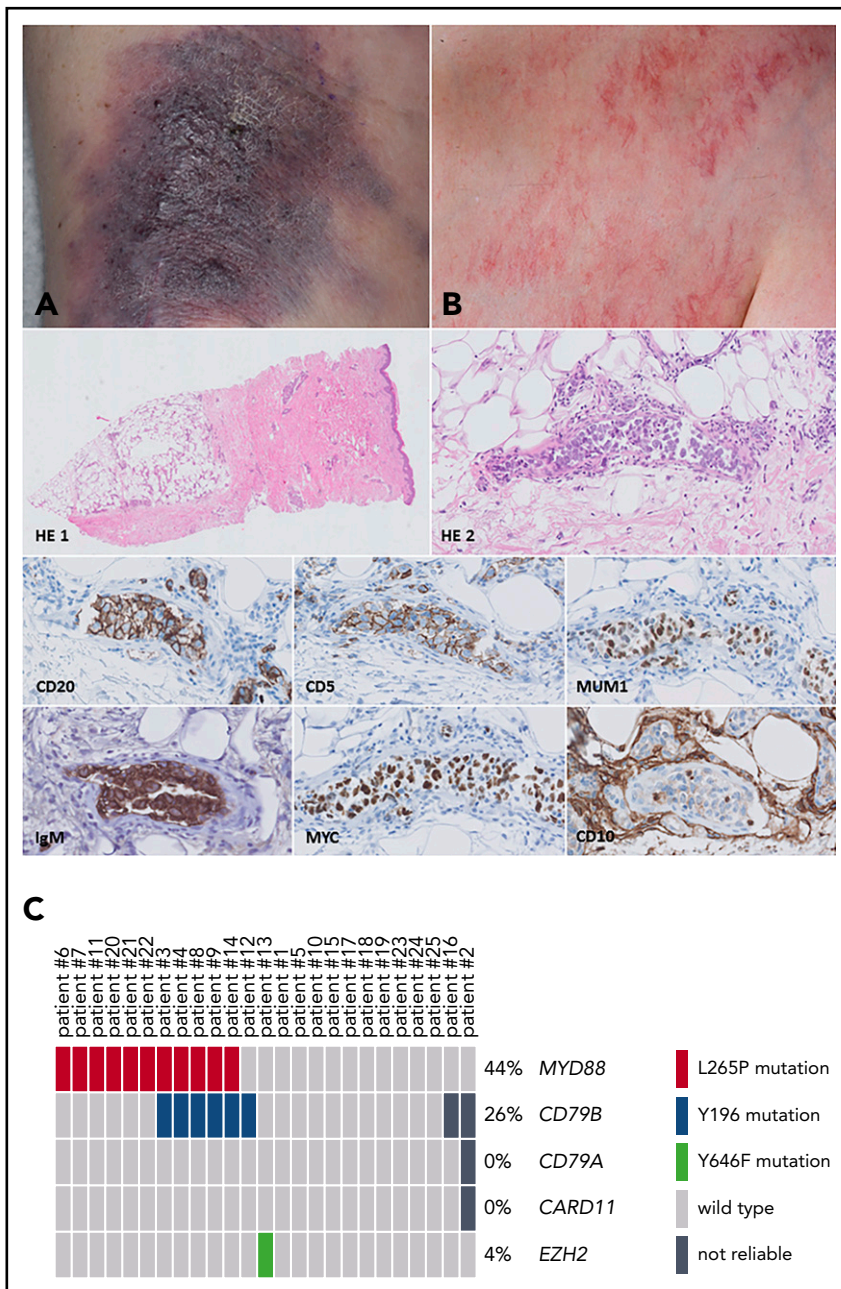 A
B
HE 1
HE 2
CD20
CD5
MUM1
IgM
MYC
CD10
C
patient #6
patient #7
patient #11
patient #20
patient #21
patient #22
patient #3
patient #4
patient #8
patient #9
patient #14
patient #12
patient #13
patient #1
patient #5
patient #10
patient #15
patient #17
patient #18
patient #19
patient #23
patient #24
patient #25
patient #16
patient #2
44% MYD88
L265P mutation
26% CD79B
Y196 mutation
0% CD79A
Y646F mutation
0% CARD11
wild type
4% EZH2
not reliable